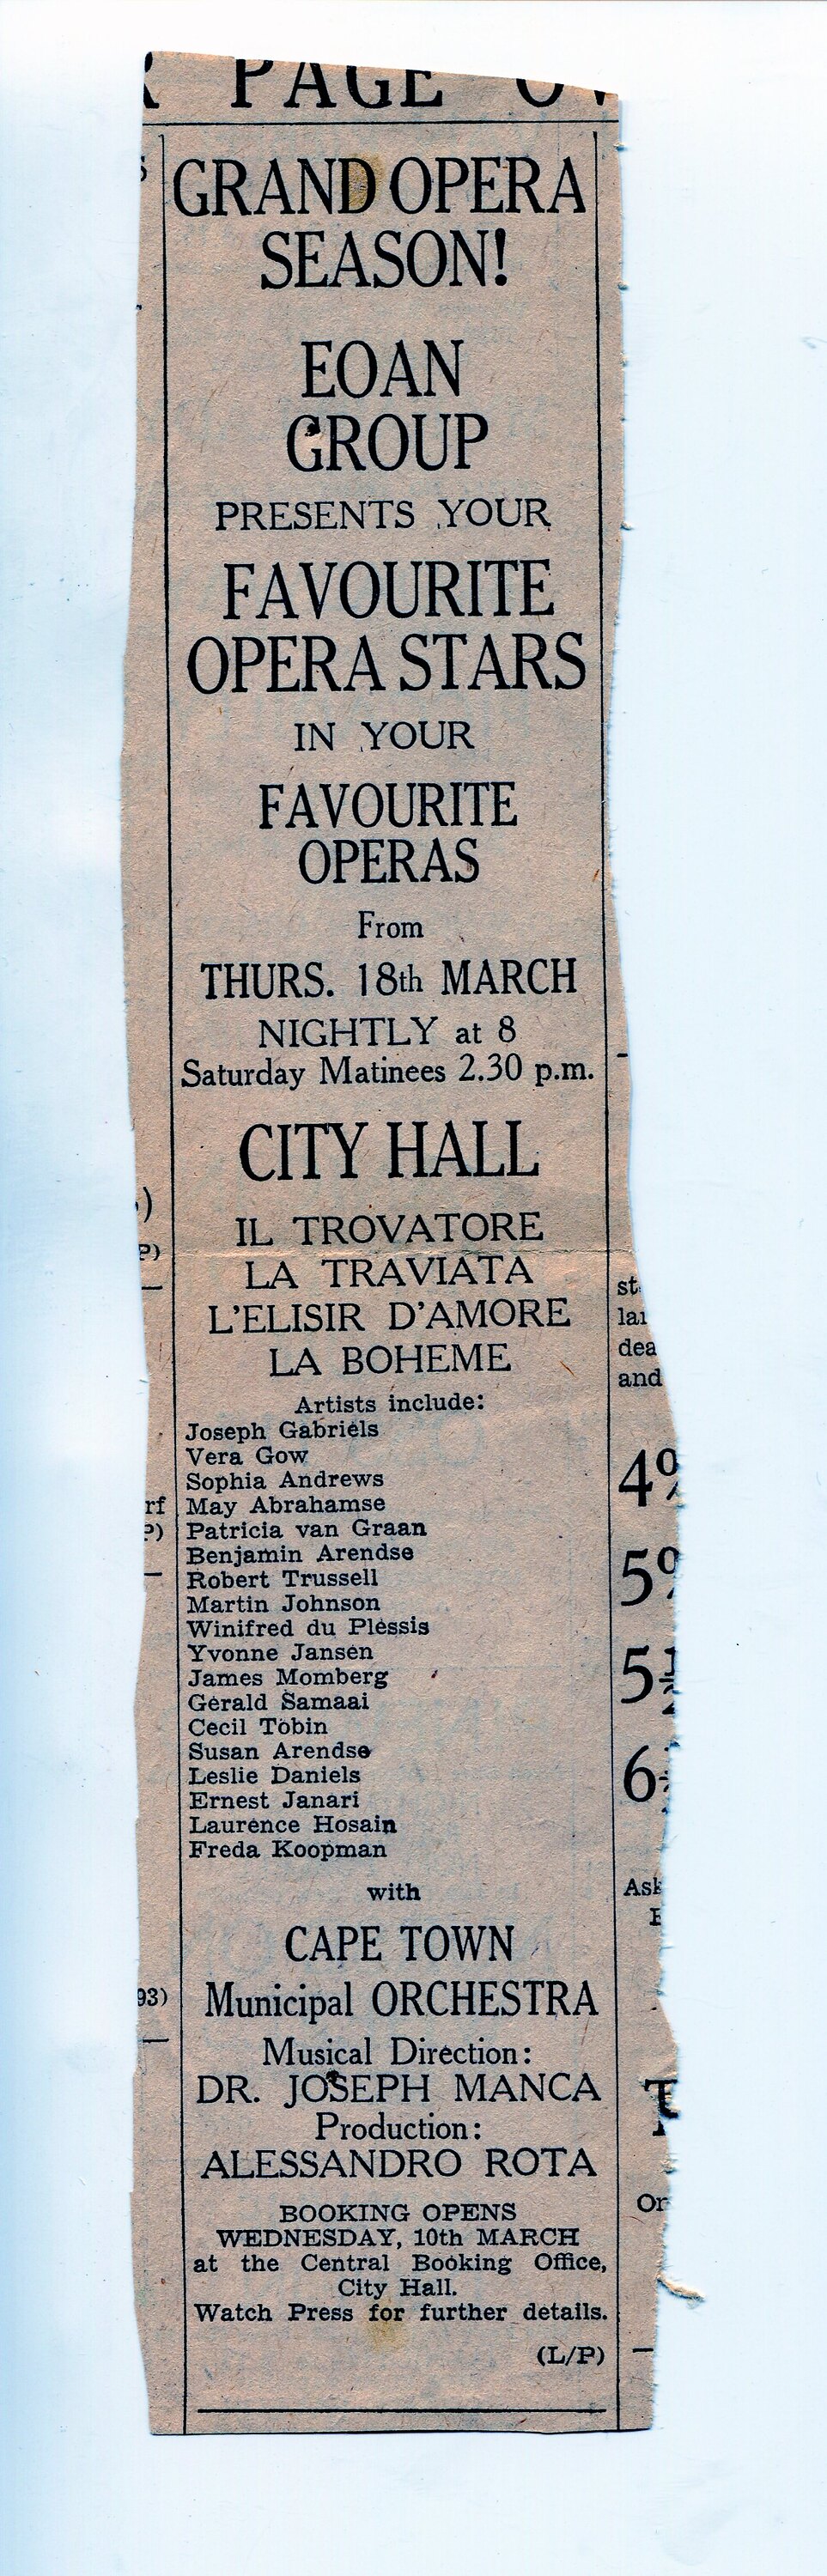 PAGE
GRAND OPERA
SEASON!
EOAN
GROUP
PRESENTS YOUR
FAVOURITE
OPERA STARS
IN YOUR
FAVOURITE
OPERAS
From
THURS. 18th MARCH
NIGHTLY at 8
Saturday Matinees 2.30 p.m.
CITY HALL
IL TROVATORE
LA TRAVIATA
L'ELISIR D'AMORE
LA BOHEME
Artists include:
Joseph Gabriels
Vera Gow
Sophia Andrews
May Abrahamse
Patricia van Graan
Benjamin Arendse
Robert Trussell
Martin Johnson
Winifred du Plessis
Yvonne Jansen
James Momberg
Gerald Samaai
Cecil Tobin
Susan Arendse
Leslie Daniels
Ernest Janari
Laurence Hosain
Freda Koopman
with
CAPE TOWN
Municipal ORCHESTRA
Musical Direction:
DR. JOSEPH MANCA
Production:
ALESSANDRO ROTA
BOOKING OPENS
WEDNESDAY, 10th MARCH
at the Central Booking Office,
City Hall.
Watch Press for further details.
(L/P)
and